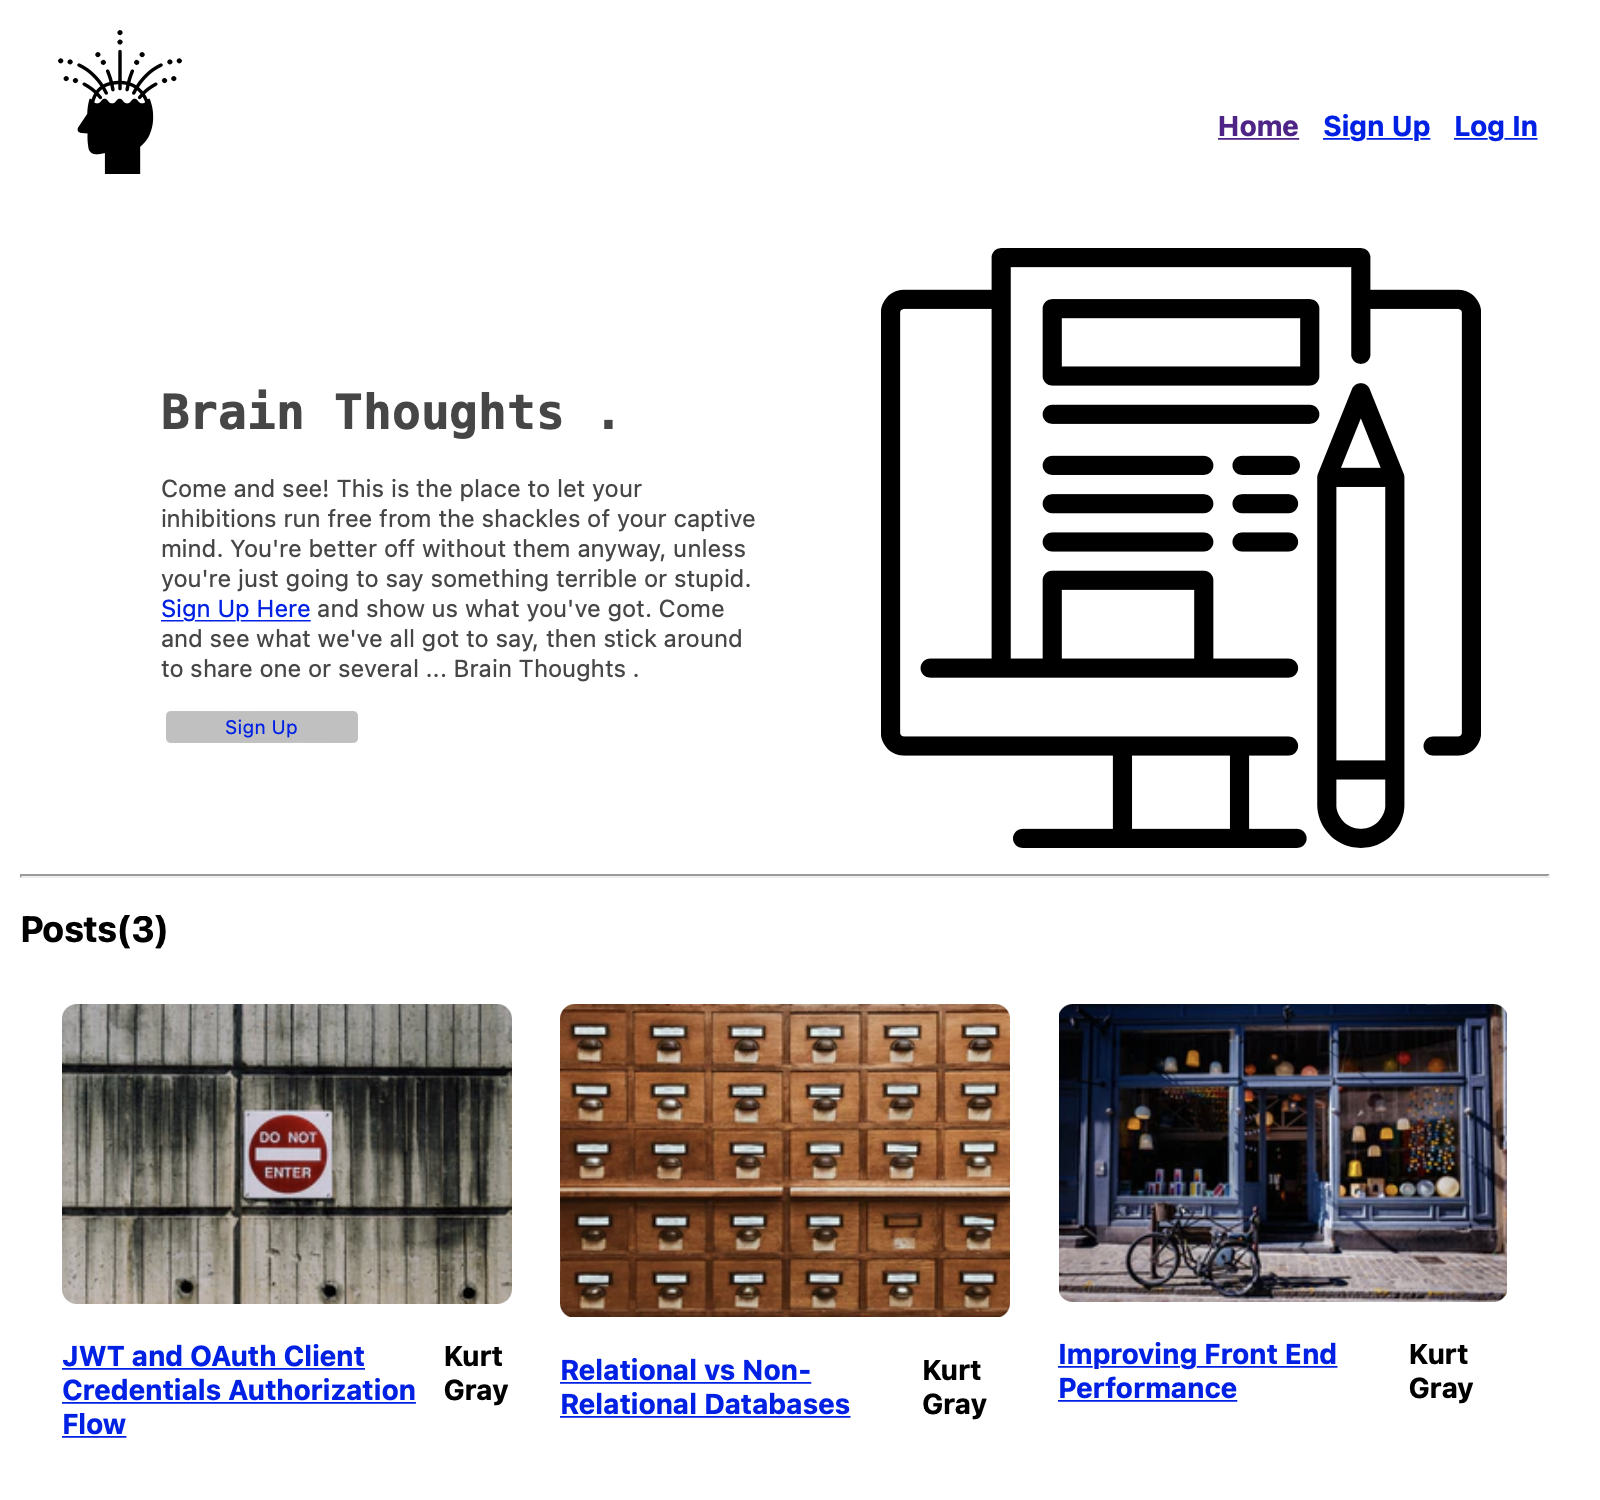 Home Sign Up Log In
Brain Thoughts .
Come and see! This is the place to let your
inhibitions run free from the shackles of your captive
mind. You're better off without them anyway, unless
you're just going to say something terrible or stupid.
Sign Up Here and show us what you've got. Come
and see what we've all got to say, then stick around
to share one or several ... Brain Thoughts .
Sign Up
Posts(3)
DO NOT
ENTER
JWT and OAuth Client
Credentials Authorization
Flow
Kurt
Gray
Relational vs Non-
Relational Databases
Kurt
Gray
Improving Front End
Performance
Kurt
Gray